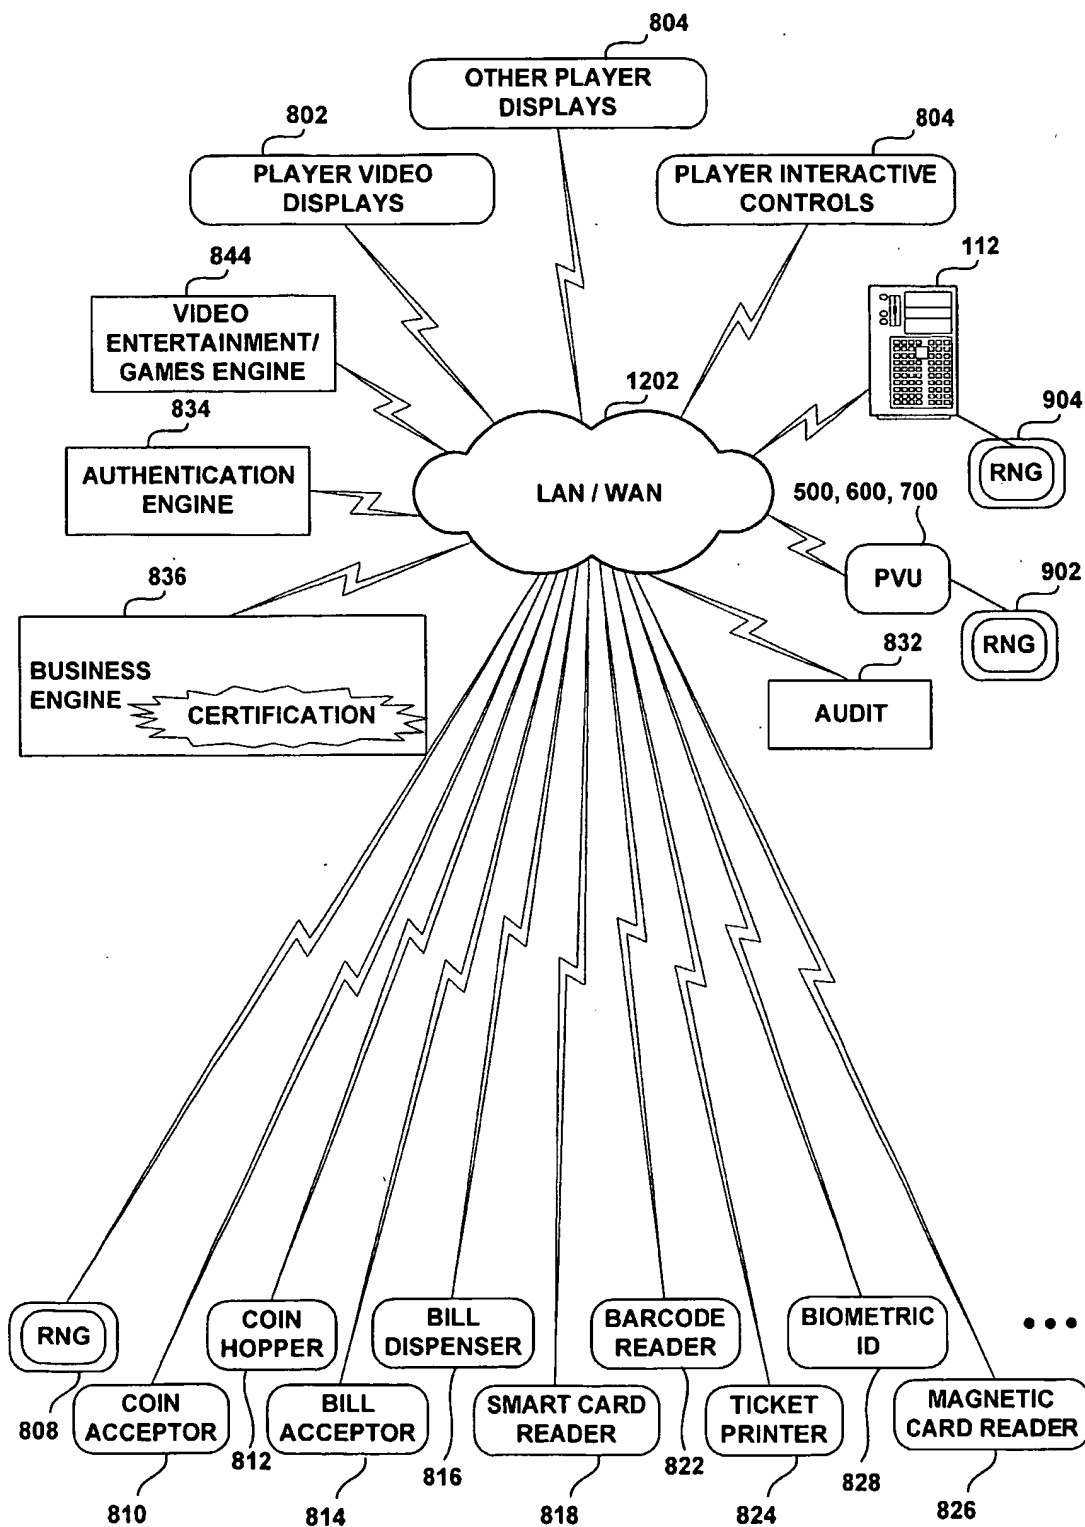 804
OTHER PLAYER
DISPLAYS
802
PLAYER VIDEO
DISPLAYS
804
PLAYER INTERACTIVE
CONTROLS
844
VIDEO
ENTERTAINMENT/
GAMES ENGINE
112
1202
904
RNG
834
AUTHENTICATION
ENGINE
LAN / WAN
500, 600, 700
PVU
902
RNG
836
BUSINESS
ENGINE
CERTIFICATION
832
AUDIT
RNG
808
COIN
ACCEPTOR
810
COIN
HOPPER
812
BILL
ACCEPTOR
814
BILL
DISPENSER
816
SMART CARD
READER
818
BARCODE
READER
822
TICKET
PRINTER
824
BIOMETRIC
ID
828
MAGNETIC
CARD READER
826
•••